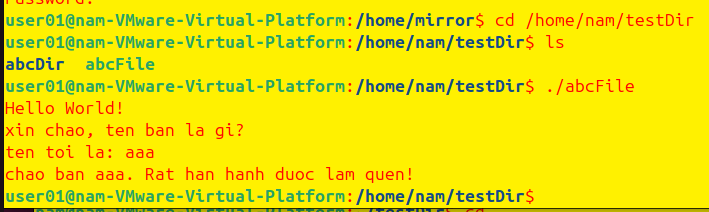 Password:
user01@nam-VMware-Virtual-Platform:/home/mirror$ cd /home/nam/testDir
user01@nam-VMware-Virtual-Platform:/home/nam/testDir$ ls
abcDir  abcFile
user01@nam-VMware-Virtual-Platform:/home/nam/testDir$ ./abcFile
Hello World!
xin chao, ten ban la gi?
ten toi la: aaa
chao ban aaa. Rat han hanh duoc lam quen!
user01@nam-VMware-Virtual-Platform:/home/nam/testDir$